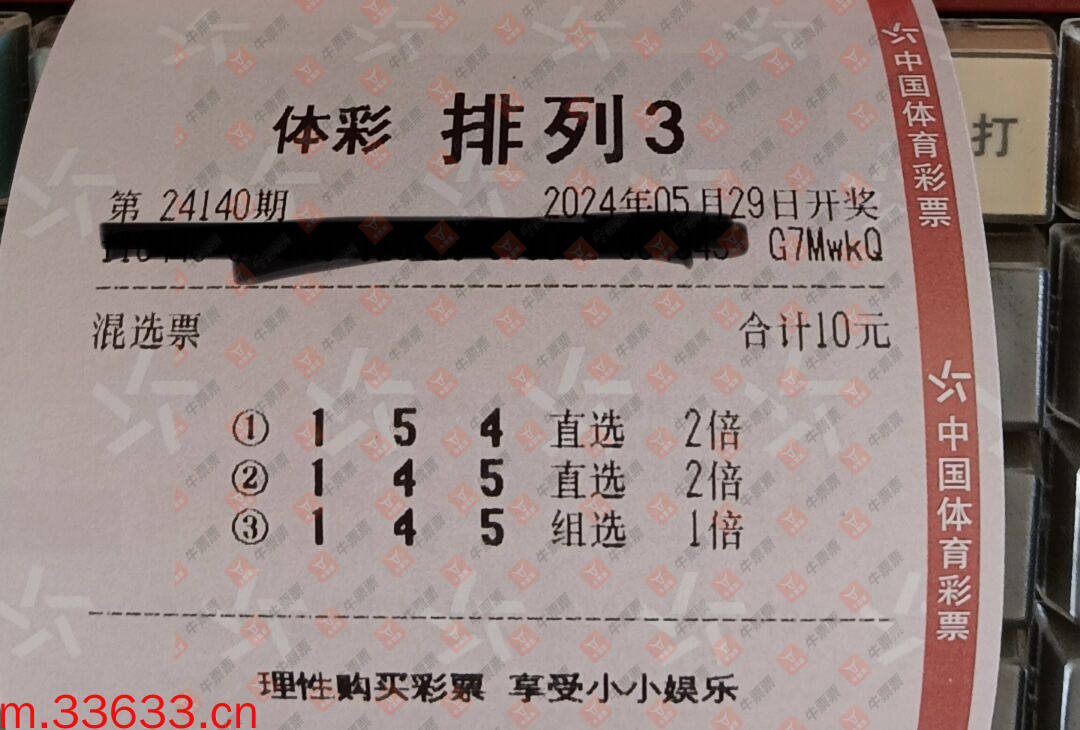 体彩 排列3
第 24140期 2024年05月29日开奖
G7MwkQ
混选票 合计10元
① 1 5 4 直选 2倍
② 1 4 5 直选 2倍
③ 1 4 5 组选 1倍
理性购买彩票 享受小小娱乐
中国体育彩票
中国体育彩票
打
牛票票
m.33633.cn